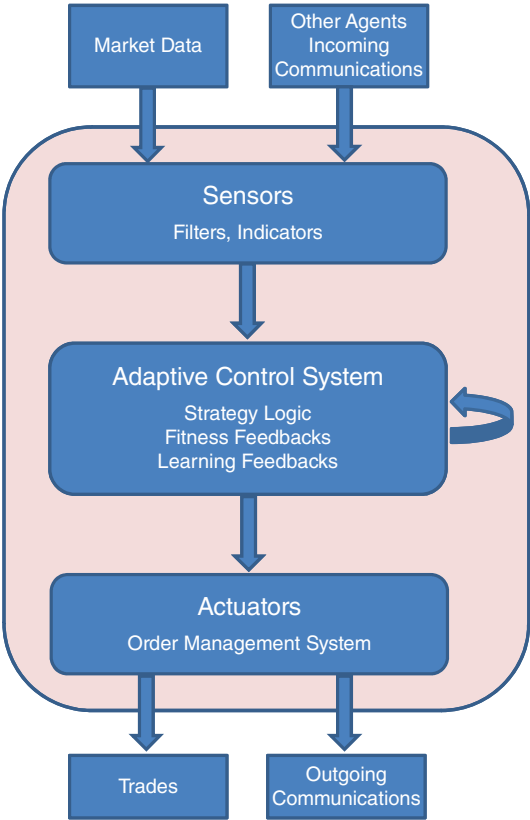 Market Data
Other Agents
Incoming
Communications
Sensors
Filters, Indicators
Adaptive Control System
Strategy Logic
Fitness Feedbacks
Learning Feedbacks
Actuators
Order Management System
Trades
Outgoing
Communications